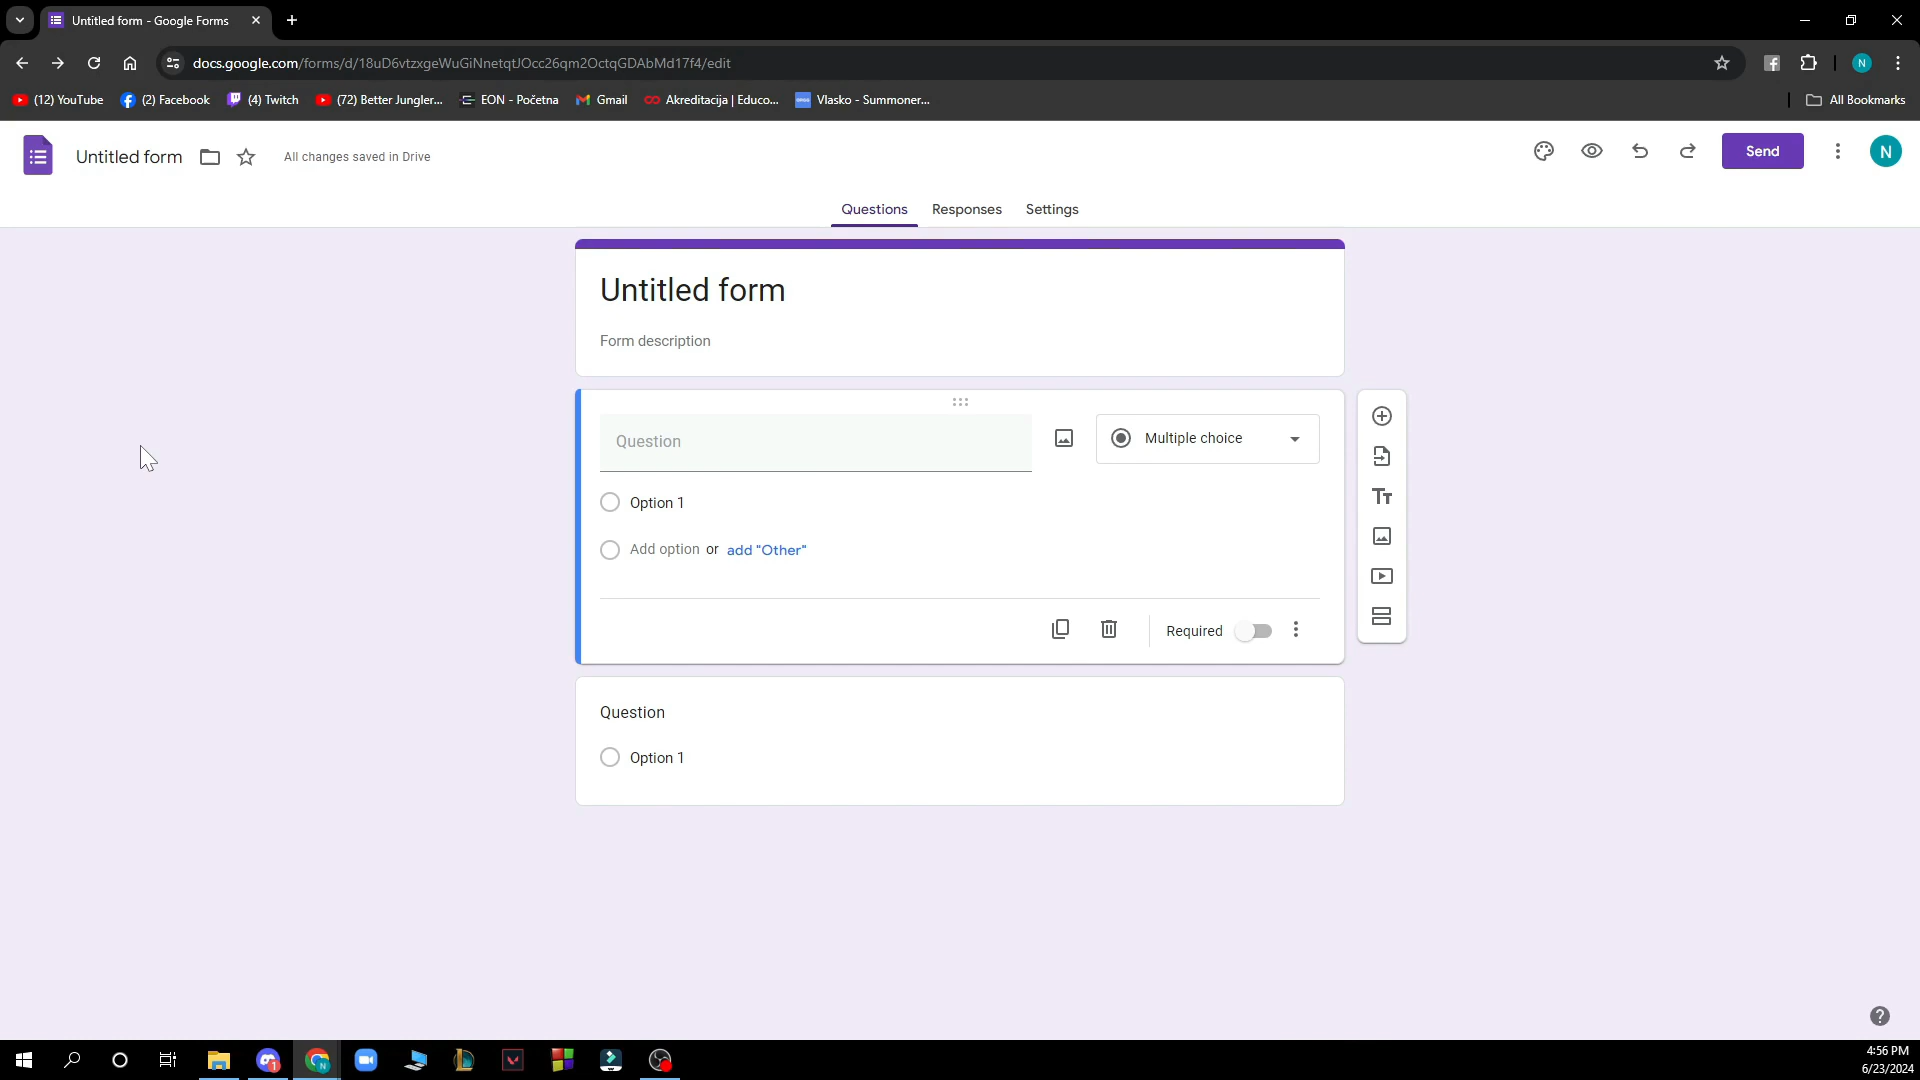 Untitled form - Google Forms
docs.google.com/forms/d/18uD6vtzxgeWuGiNnetqtJOcc26qm2OctqGDAbMd17f4/edit
N
(12) YouTube
(2) Facebook
(4) Twitch
(72) Better Jungler...
EON - Početna
Gmail
Akreditacija | Educo...
Vlasko - Summoner...
All Bookmarks
Untitled form
All changes saved in Drive
Send
N
Questions
Responses
Settings
Untitled form
Form description
Question
Multiple choice
Option 1
Add option or add "Other"
Required
Question
Option 1
4:56 PM
6/23/2024